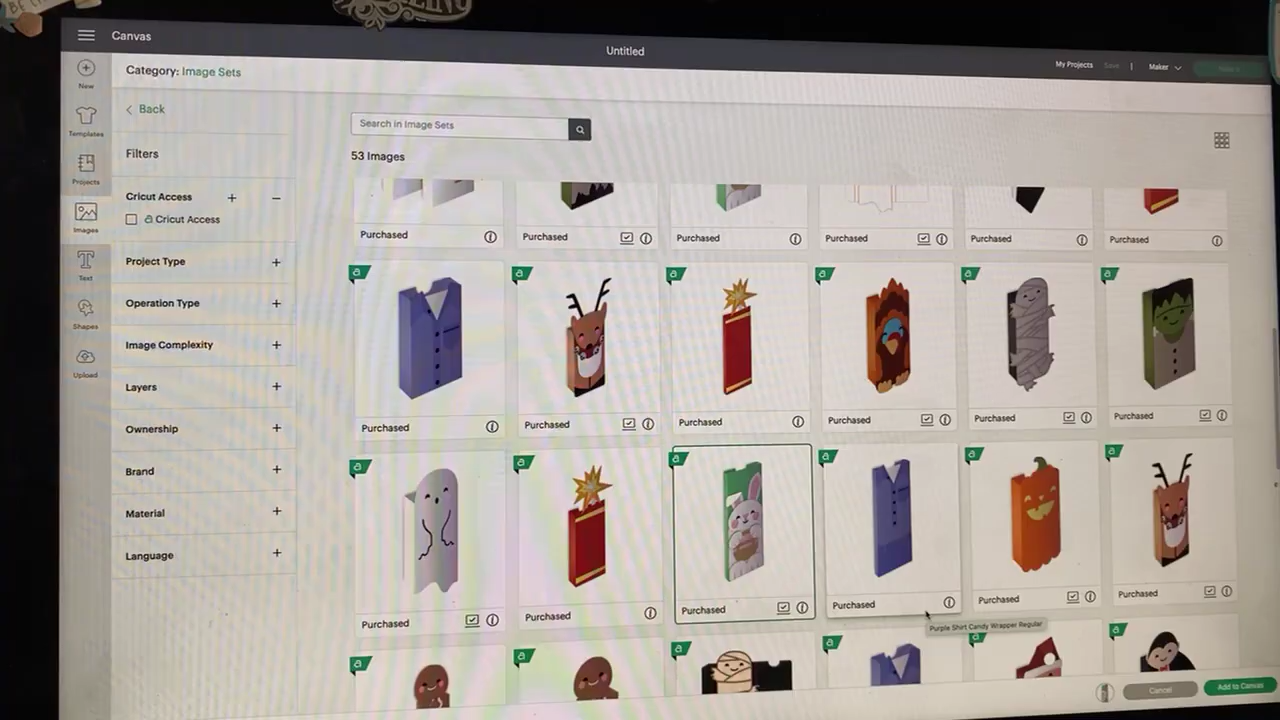 Canvas
Untitled
My Projects
Save
Maker
Category: Image Sets
New
Back
Templates
Search in Image Sets
Filters
53 Images
Projects
Cricut Access
Cricut Access
Images
Purchased
Purchased
Purchased
Purchased
Purchased
Purchased
Text
Project Type
Shapes
Operation Type
Upload
Image Complexity
Layers
Ownership
Purchased
Purchased
Purchased
Purchased
Purchased
Purchased
Brand
Material
Language
Purchased
Purchased
Purchased
Purchased
Purchased
Purchased
Purple Shirt Candy Wrapper Regular
Cancel
Add to Canvas